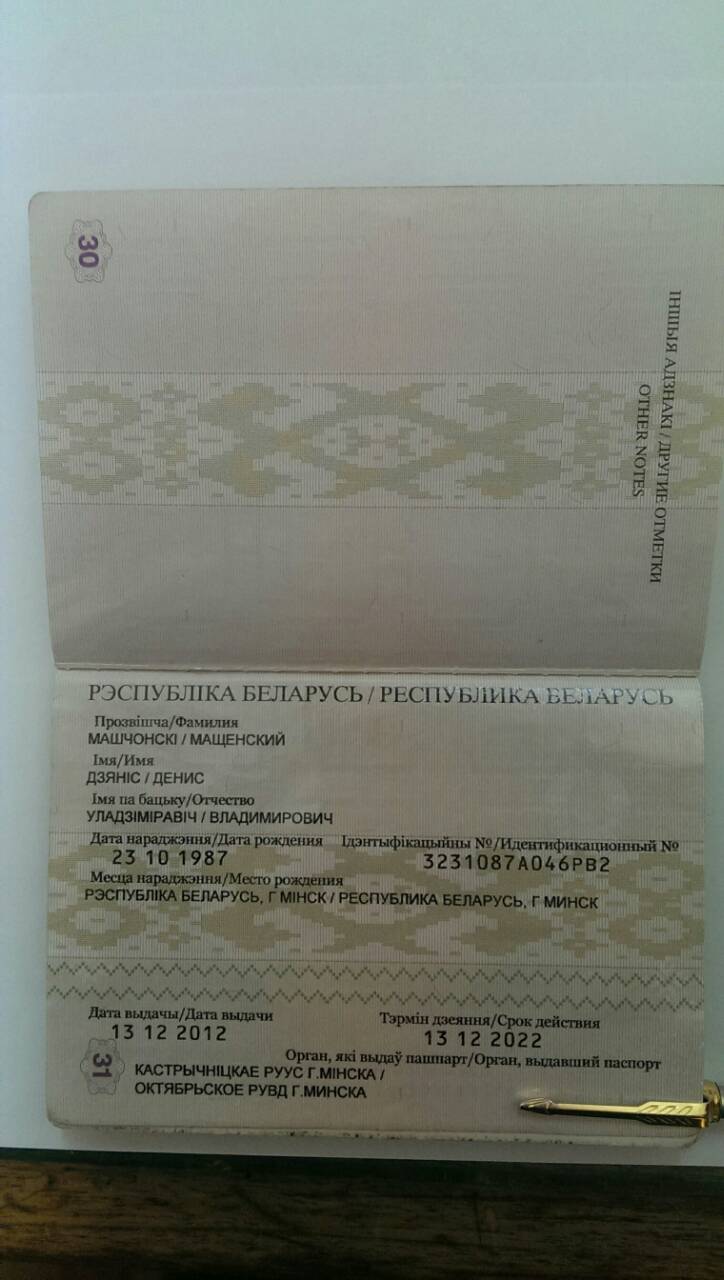 30
ІНШЫЯ АДЗНАКІ / ДРУГИЕ ОТМЕТКИ
OTHER NOTES
РЭСПУБЛІКА БЕЛАРУСЬ / РЕСПУБЛИКА БЕЛАРУСЬ
Прозвішча/Фамилия
МАШЧОНСКІ / МАЩЕНСКИЙ
Імя/Имя
ДЗЯНІС / ДЕНИС
Імя па бацьку/Отчество
УЛАДЗІМІРАВІЧ / ВЛАДИМИРОВИЧ
Дата нараджэння/Дата рождения Ідэнтыфікацыйны №/Идентификационный №
23 10 1987 3231087A046PB2
Месца нараджэння/Место рождения
РЭСПУБЛІКА БЕЛАРУСЬ, Г МІНСК / РЕСПУБЛИКА БЕЛАРУСЬ, Г МИНСК
Дата выдачы/Дата выдачи Тэрмін дзеяння/Срок действия
13 12 2012 13 12 2022
Орган, які выдаў пашпарт/Орган, выдавший паспорт
31 КАСТРЫЧНІЦКАЕ РУУС Г.МІНСКА /
ОКТЯБРЬСКОЕ РУВД Г.МИНСКА